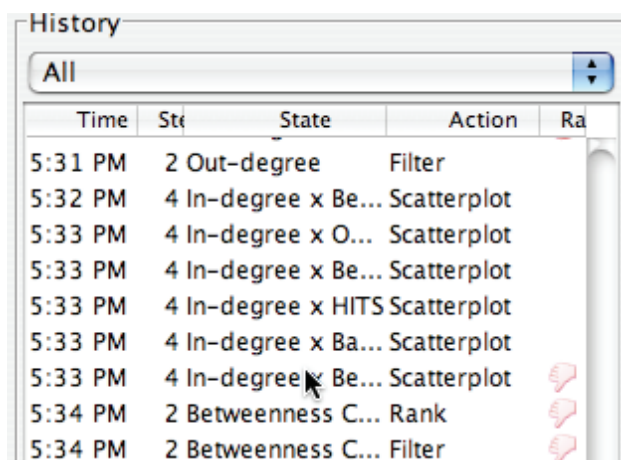 History
All
Time Ste State Action Ra
5:31 PM 2 Out-degree Filter
5:32 PM 4 In-degree x Be... Scatterplot
5:33 PM 4 In-degree x O... Scatterplot
5:33 PM 4 In-degree x Be... Scatterplot
5:33 PM 4 In-degree x HITS Scatterplot
5:33 PM 4 In-degree x Ba... Scatterplot
5:33 PM 4 In-degree x Be... Scatterplot
5:34 PM 2 Betweenness C... Rank
5:34 PM 2 Betweenness C... Filter